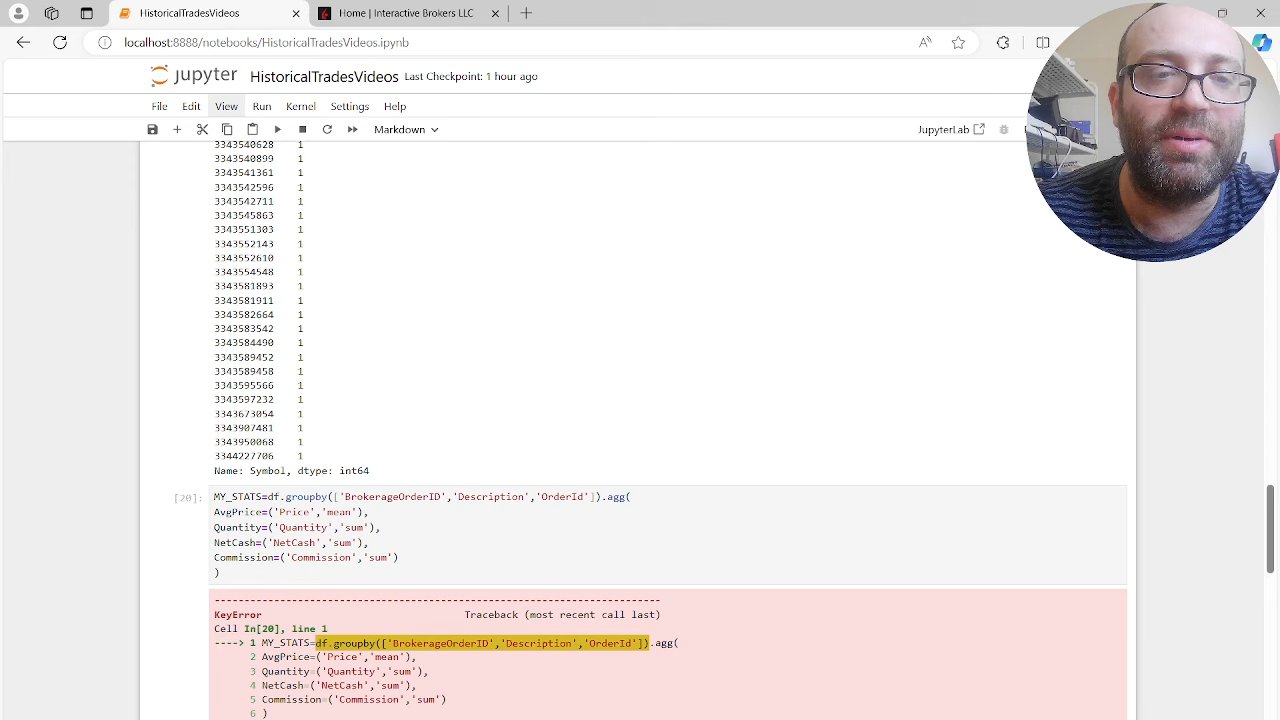 HistoricalTradesVideos
Home | Interactive Brokers LLC
localhost:8888/notebooks/HistoricalTradesVideos.ipynb
jupyter HistoricalTradesVideos Last Checkpoint: 1 hour ago
File Edit View Run Kernel Settings Help
Markdown
JupyterLab
3343540628 1
3343540899 1
3343541361 1
3343542596 1
3343542711 1
3343545863 1
3343551303 1
3343552143 1
3343552610 1
3343554548 1
3343581893 1
3343581911 1
3343582664 1
3343583542 1
3343584490 1
3343589452 1
3343589458 1
3343595566 1
3343597232 1
3343673054 1
3343907481 1
3343950068 1
3344227706 1
Name: Symbol, dtype: int64
[20]: MY_STATS=df.groupby(['BrokerageOrderID','Description','OrderId']).agg(
AvgPrice=('Price','mean'),
Quantity=('Quantity','sum'),
NetCash=('NetCash','sum'),
Commission=('Commission','sum')
)
---------------------------------------------------------------------------
KeyError Traceback (most recent call last)
Cell In[20], line 1
----> 1 MY_STATS=df.groupby(['BrokerageOrderID','Description','OrderId']).agg(
2 AvgPrice=('Price','mean'),
3 Quantity=('Quantity','sum'),
4 NetCash=('NetCash','sum'),
5 Commission=('Commission','sum')
6 )